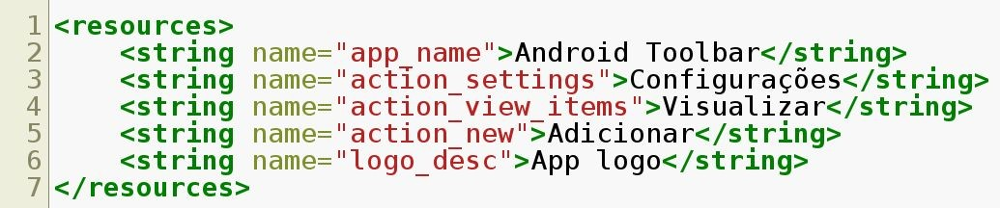 1 <resources>
2     <string name="app_name">Android Toolbar</string>
3     <string name="action_settings">Configurações</string>
4     <string name="action_view_items">Visualizar</string>
5     <string name="action_new">Adicionar</string>
6     <string name="logo_desc">App logo</string>
7 </resources>